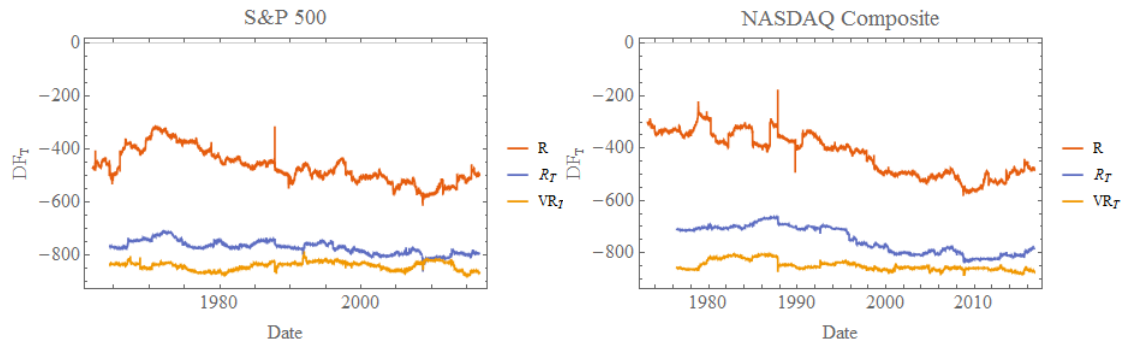 S&P 500
0
−200
−400
−600
−800
DF_T
1980
2000
Date
R
R_T
VR_T
NASDAQ Composite
0
−200
−400
−600
−800
DF_T
1980
1990
2000
2010
Date
R
R_T
VR_T